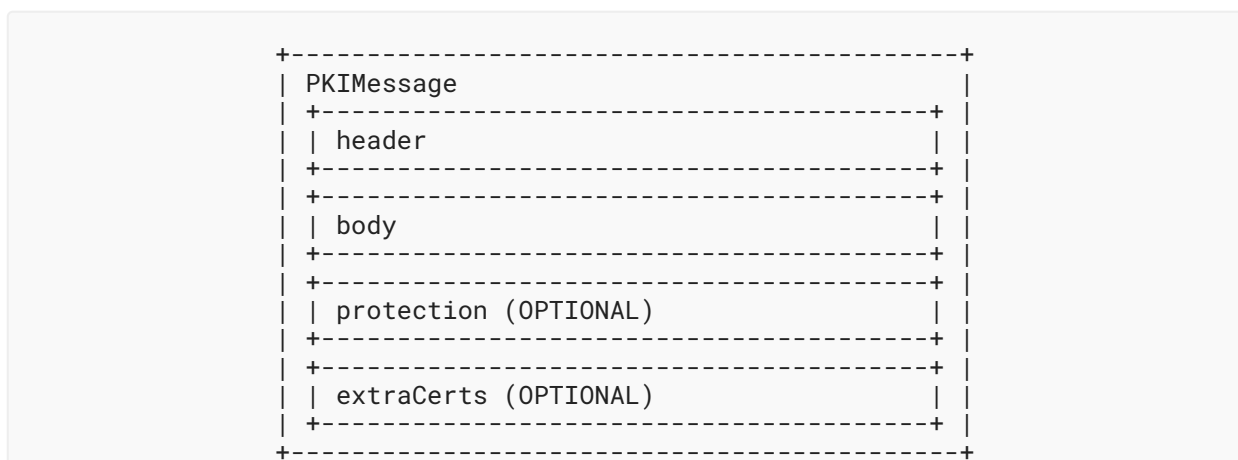 +--------------------------------------------+
| PKIMessage                                 |
| +----------------------------------------+ |
| | header                                 | |
| +----------------------------------------+ |
| +----------------------------------------+ |
| | body                                   | |
| +----------------------------------------+ |
| +----------------------------------------+ |
| | protection (OPTIONAL)                  | |
| +----------------------------------------+ |
| +----------------------------------------+ |
| | extraCerts (OPTIONAL)                  | |
| +----------------------------------------+ |
+--------------------------------------------+